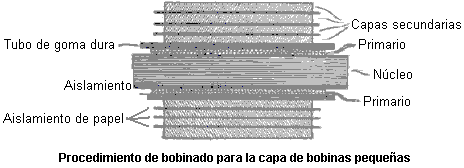 Capas secundarias
Tubo de goma dura
Primario
Núcleo
Aislamiento
Primario
Aislamiento de papel
Procedimiento de bobinado para la capa de bobinas pequeñas